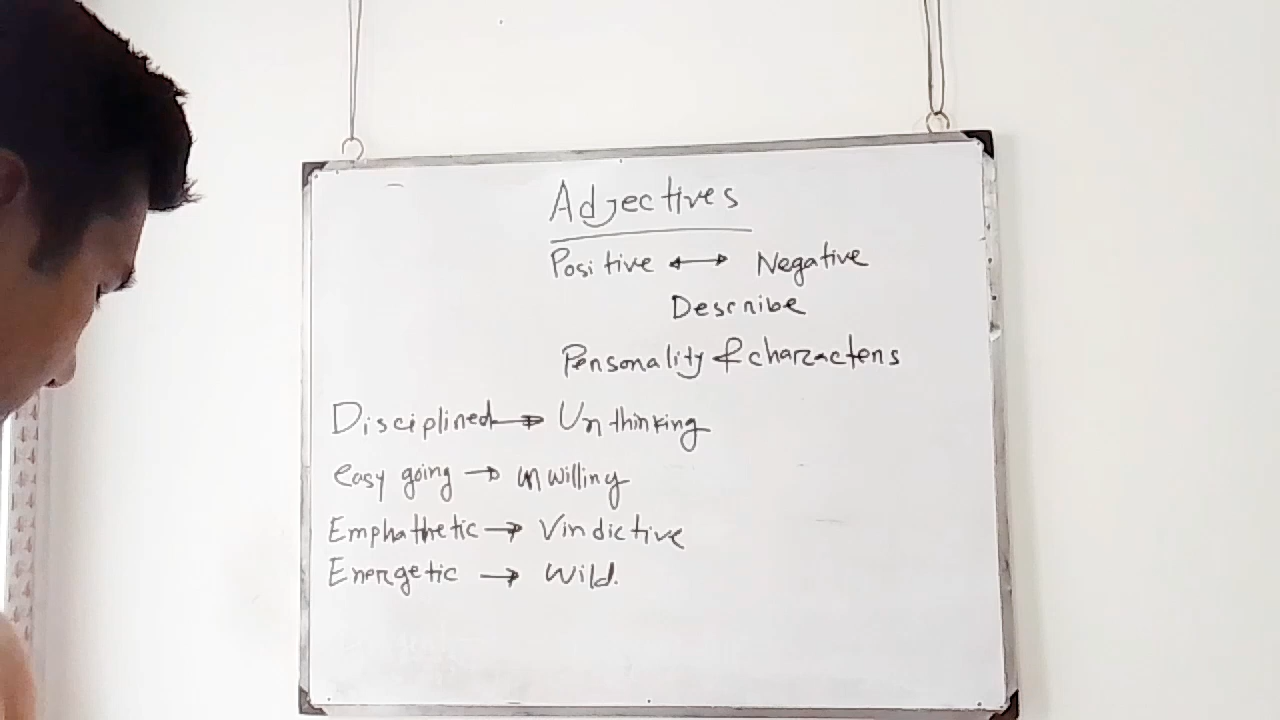 Adjectives
Positive ↔ Negative
Describe
Personality & characters
Disciplined → Unthinking
easy going → unwilling
Emphathetic → Vindictive
Energetic → Wild.